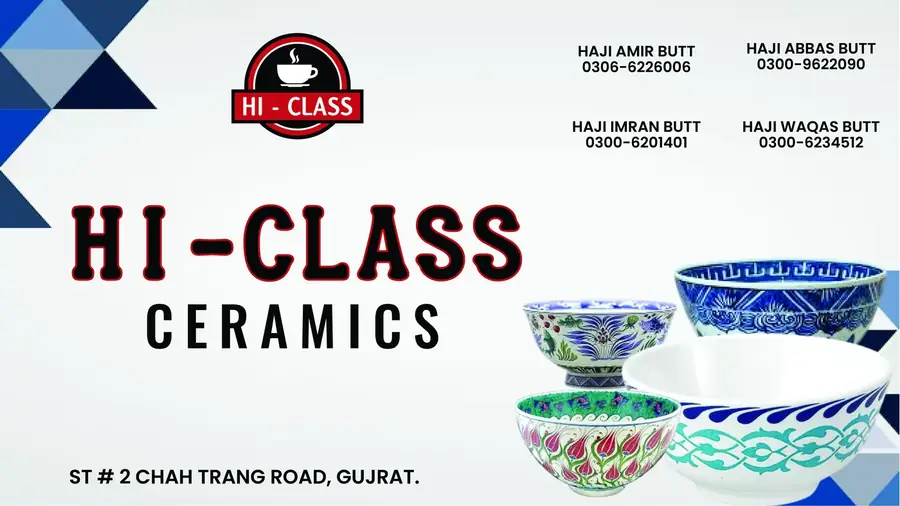 HI - CLASS
HAJI AMIR BUTT
0306-6226006
HAJI ABBAS BUTT
0300-9622090
HAJI IMRAN BUTT
0300-6201401
HAJI WAQAS BUTT
0300-6234512
HI-CLASS
CERAMICS
ST # 2 CHAH TRANG ROAD, GUJRAT.